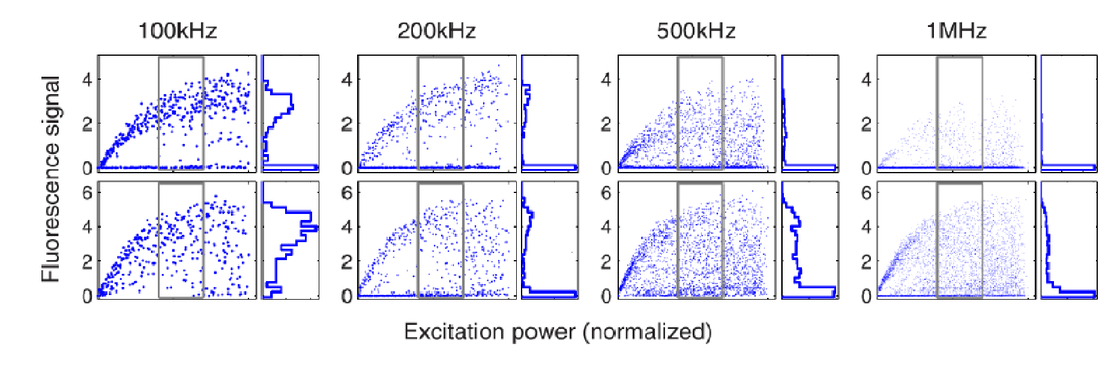 100kHz 200kHz 500kHz 1MHz
4 4 4 4
2 2 2 2
0 0 0 0
6 6 6 6
4 4 4 4
2 2 2 2
0 0 0 0
Fluorescence signal
Excitation power (normalized)